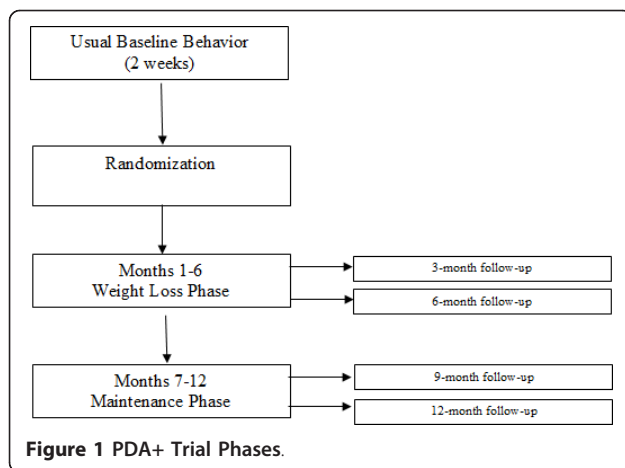 Usual Baseline Behavior
(2 weeks)
Randomization
Months 1-6
Weight Loss Phase
3-month follow-up
6-month follow-up
Months 7-12
Maintenance Phase
9-month follow-up
12-month follow-up
Figure 1 PDA+ Trial Phases.